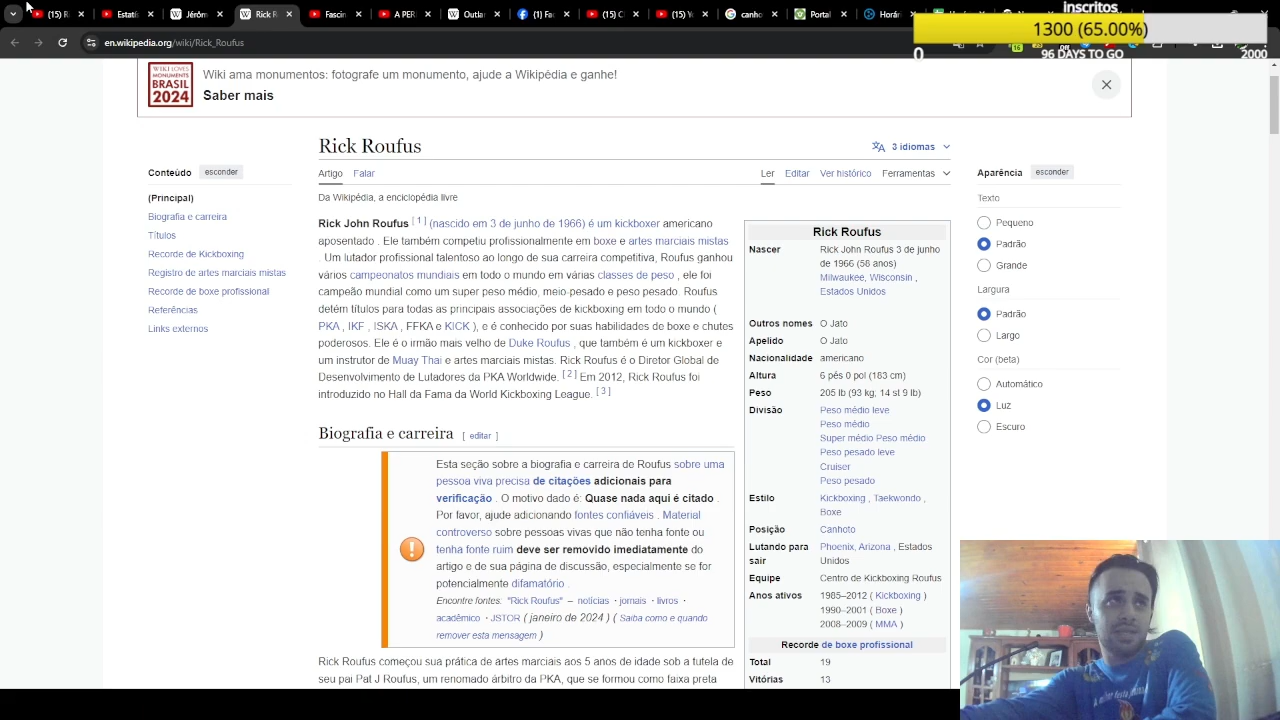 (15) Ri
Estatí
Jérôm
Rick R
Fascin
A PER
Outlar
(1) Fac
(15) C
(15) Y
canho
Portal
Horár
inscritos
1300 (65.00%)
0
96 DAYS TO GO
2000
en.wikipedia.org/wiki/Rick_Roufus
WIKI LOVES
MONUMENTS
BRASIL
2024
Wiki ama monumentos: fotografe um monumento, ajude a Wikipédia e ganhe!
Saber mais
Rick Roufus
3 idiomas
Conteúdo esconder
(Principal)
Biografia e carreira
Títulos
Recorde de Kickboxing
Registro de artes marciais mistas
Recorde de boxe profissional
Referências
Links externos
Artigo Falar
Ler Editar Ver histórico Ferramentas
Da Wikipédia, a enciclopédia livre
Rick John Roufus [ 1 ] (nascido em 3 de junho de 1966) é um kickboxer americano
aposentado . Ele também competiu profissionalmente em boxe e artes marciais mistas
. Um lutador profissional talentoso ao longo de sua carreira competitiva, Roufus ganhou
vários campeonatos mundiais em todo o mundo em várias classes de peso , ele foi
campeão mundial como um super peso médio, meio-pesado e peso pesado. Roufus
detém títulos para todas as principais associações de kickboxing em todo o mundo (
PKA , IKF , ISKA , FFKA e KICK ), e é conhecido por suas habilidades de boxe e chutes
poderosos. Ele é o irmão mais velho de Duke Roufus , que também é um kickboxer e
um instrutor de Muay Thai e artes marciais mistas. Rick Roufus é o Diretor Global de
Desenvolvimento de Lutadores da PKA Worldwide. [ 2 ] Em 2012, Rick Roufus foi
introduzido no Hall da Fama da World Kickboxing League. [ 3 ]
Biografia e carreira [ editar ]
Esta seção sobre a biografia e carreira de Roufus sobre uma
pessoa viva precisa de citações adicionais para
verificação . O motivo dado é: Quase nada aqui é citado .
Por favor, ajude adicionando fontes confiáveis . Material
controverso sobre pessoas vivas que não tenha fonte ou
tenha fonte ruim deve ser removido imediatamente do
artigo e de sua página de discussão, especialmente se for
potencialmente difamatório .
Encontre fontes: "Rick Roufus" – notícias · jornais · livros ·
acadêmico · JSTOR ( janeiro de 2024 ) ( Saiba como e quando
remover esta mensagem )
Rick Roufus começou sua prática de artes marciais aos 5 anos de idade sob a tutela de
seu pai Pat J Roufus, um renomado árbitro da PKA, que se formou como faixa preta
Rick Roufus
Nascer Rick John Roufus 3 de junho
de 1966 (58 anos)
Milwaukee, Wisconsin ,
Estados Unidos
Outros nomes O Jato
Apelido O Jato
Nacionalidade americano
Altura 6 pés 0 pol (183 cm)
Peso 205 lb (93 kg; 14 st 9 lb)
Divisão Peso médio leve
Peso médio
Super médio Peso médio
Peso pesado leve
Cruiser
Peso pesado
Estilo Kickboxing , Taekwondo ,
Boxe
Posição Canhoto
Lutando para sair Phoenix, Arizona , Estados
Unidos
Equipe Centro de Kickboxing Roufus
Anos ativos 1985–2012 ( Kickboxing )
1990–2001 ( Boxe )
2008–2009 ( MMA )
Recorde de boxe profissional
Total 19
Vitórias 13
Aparência esconder
Texto
Pequeno
Padrão
Grande
Largura
Padrão
Largo
Cor (beta)
Automático
Luz
Escuro